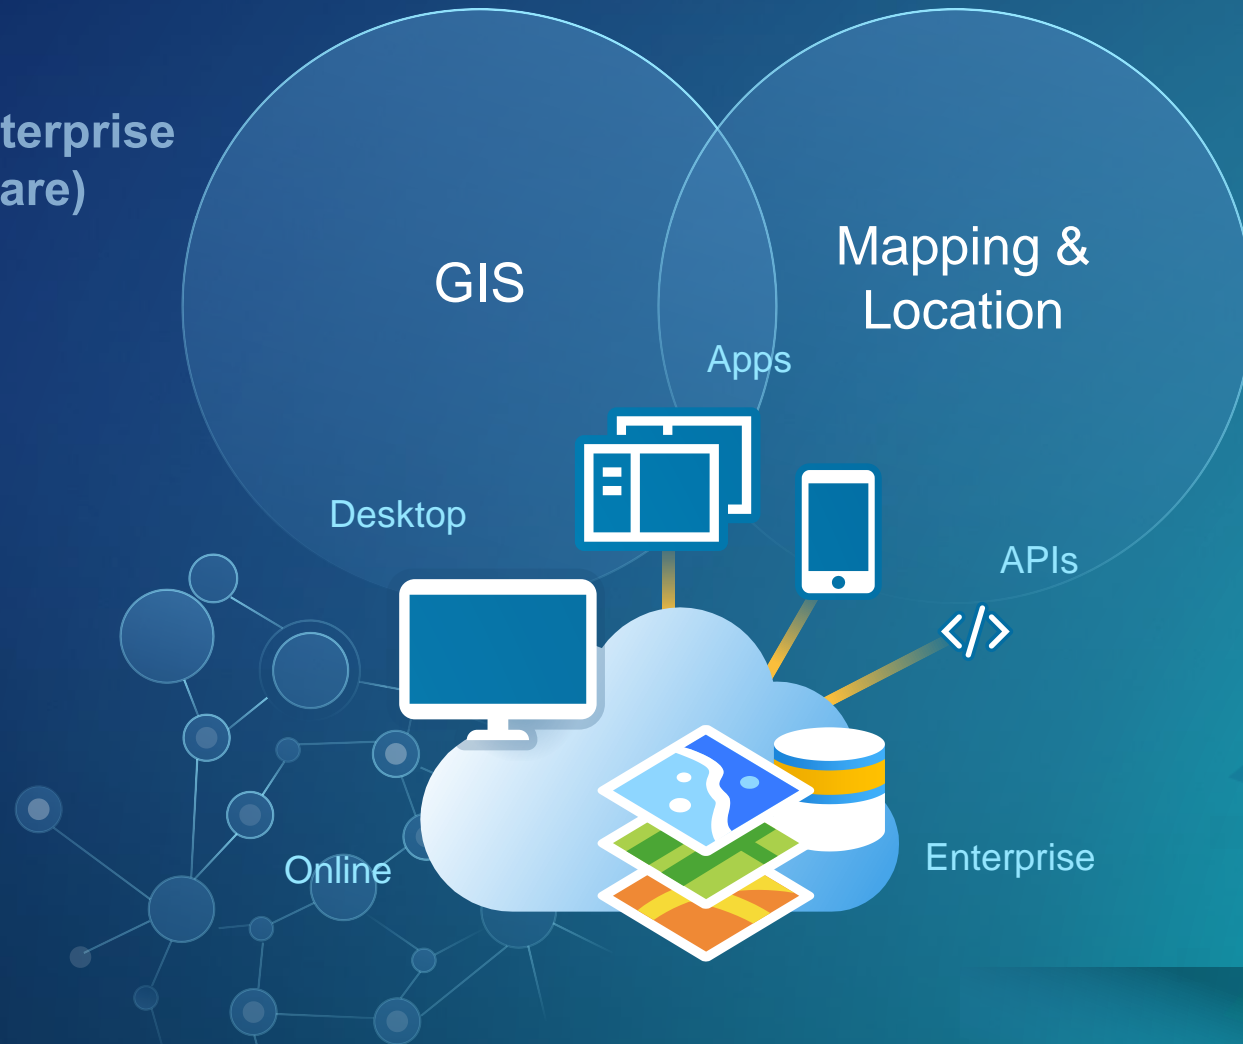 terprise
are)
GIS
Mapping &
Location
Apps
Desktop
APIs
</>
Online
Enterprise